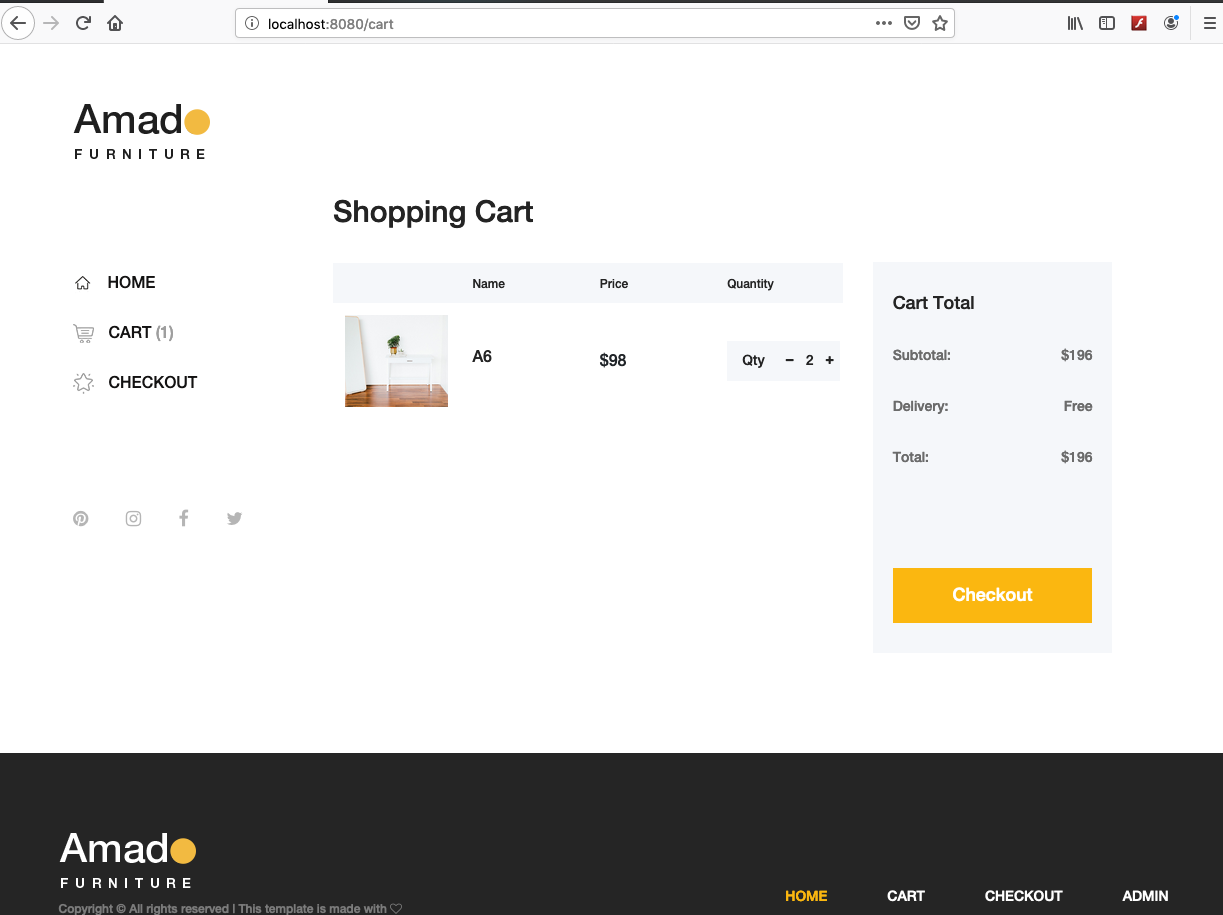 localhost:8080/cart
Amado
FURNITURE
Shopping Cart
HOME
CART (1)
CHECKOUT
Name Price Quantity
A6 $98 Qty − 2 +
Cart Total
Subtotal: $196
Delivery: Free
Total: $196
Checkout
Amado
FURNITURE
Copyright © All rights reserved | This template is made with ♡
HOME CART CHECKOUT ADMIN